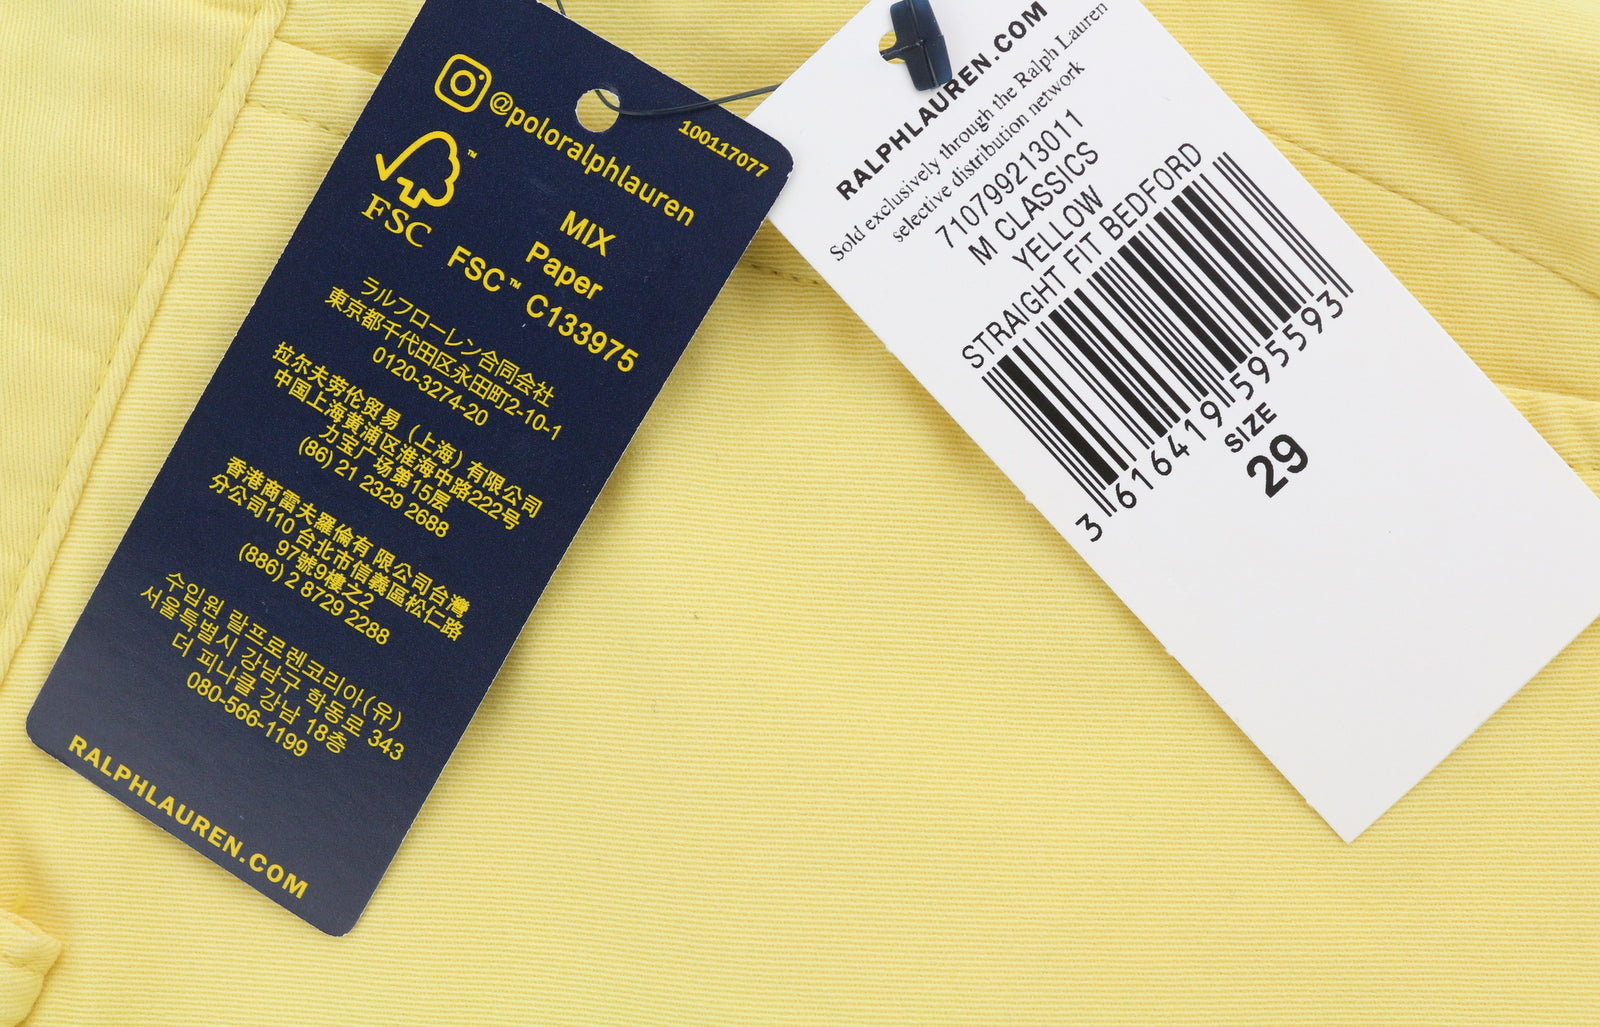 @poloralphlauren
100117077
FSC™
MIX
Paper
FSC™ C133975
ラルフローレン合同会社
東京都千代田区永田町2-10-1
0120-3274-20
拉尔夫劳伦贸易（上海）有限公司
中国上海黄浦区淮海中路222号
力宝广场第15层
(86) 21 2329 2688
香港商雷夫羅倫有限公司台灣
分公司110 台北市信義區松仁路
97號9樓之2
(886) 2 8729 2288
수입원 랄프로렌코리아(유)
서울특별시 강남구 학동로 343
더 피나클 강남 18층
080-566-1199
RALPHLAUREN.COM
RALPHLAUREN.COM
Sold exclusively through the Ralph Lauren
selective distribution network
710799213011
M CLASSICS
YELLOW
STRAIGHT FIT BEDFORD
3 616419 595593
SIZE
29